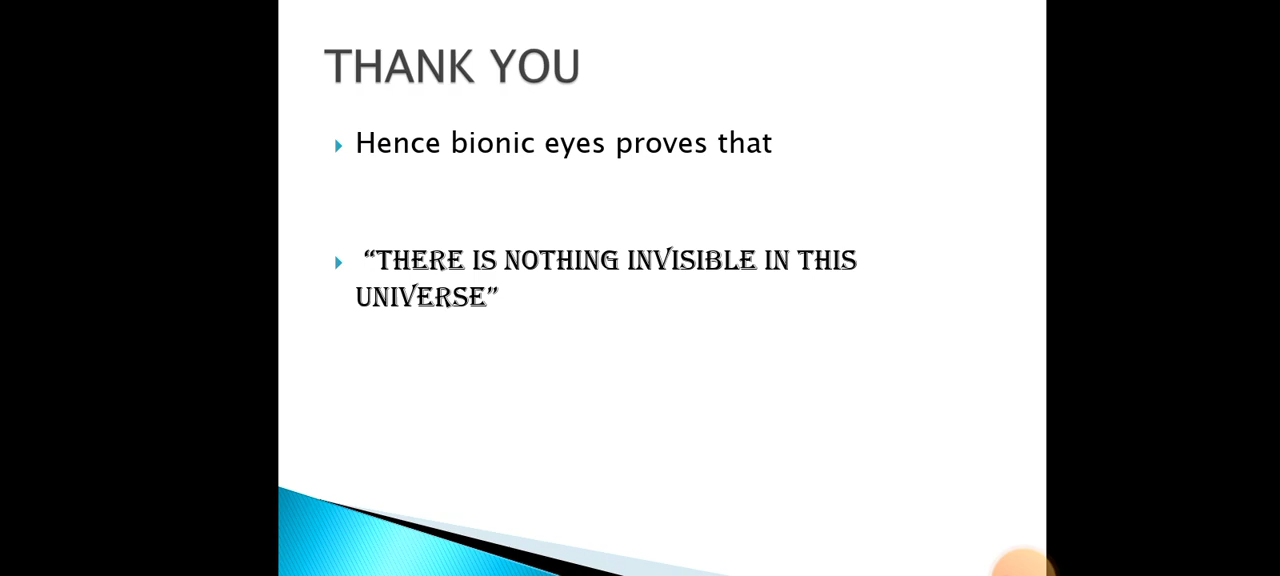 THANK YOU
Hence bionic eyes proves that
“THERE IS NOTHING INVISIBLE IN THIS
UNIVERSE”